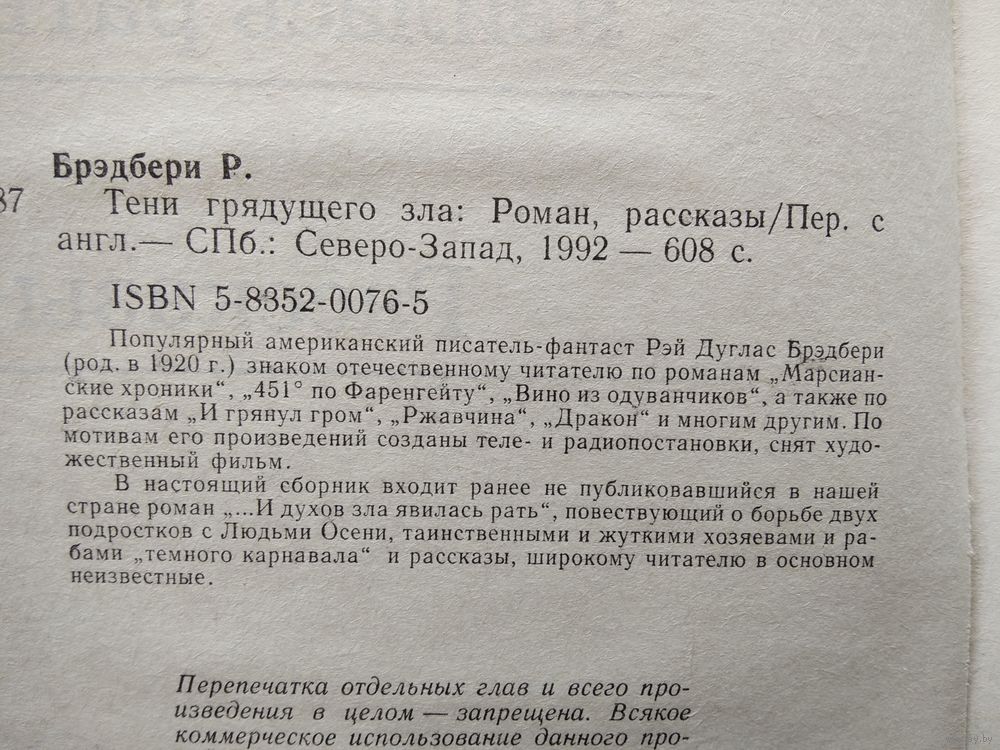 Брэдбери Р.
87
Тени грядущего зла: Роман, рассказы/Пер. с
англ.— СПб.: Северо-Запад, 1992 — 608 с.
ISBN 5-8352-0076-5
Популярный американский писатель-фантаст Рэй Дуглас Брэдбери
(род. в 1920 г.) знаком отечественному читателю по романам „Марсиан-
ские хроники“, „451° по Фаренгейту“, „Вино из одуванчиков“, а также по
рассказам „И грянул гром“, „Ржавчина“, „Дракон“ и многим другим. По
мотивам его произведений созданы теле- и радиопостановки, снят худо-
жественный фильм.
В настоящий сборник входит ранее не публиковавшийся в нашей
стране роман „...И духов зла явилась рать“, повествующий о борьбе двух
подростков с Людьми Осени, таинственными и жуткими хозяевами и ра-
бами „темного карнавала“ и рассказы, широкому читателю в основном
неизвестные.
Перепечатка отдельных глав и всего про-
изведения в целом — запрещена. Всякое
коммерческое использование данного про-